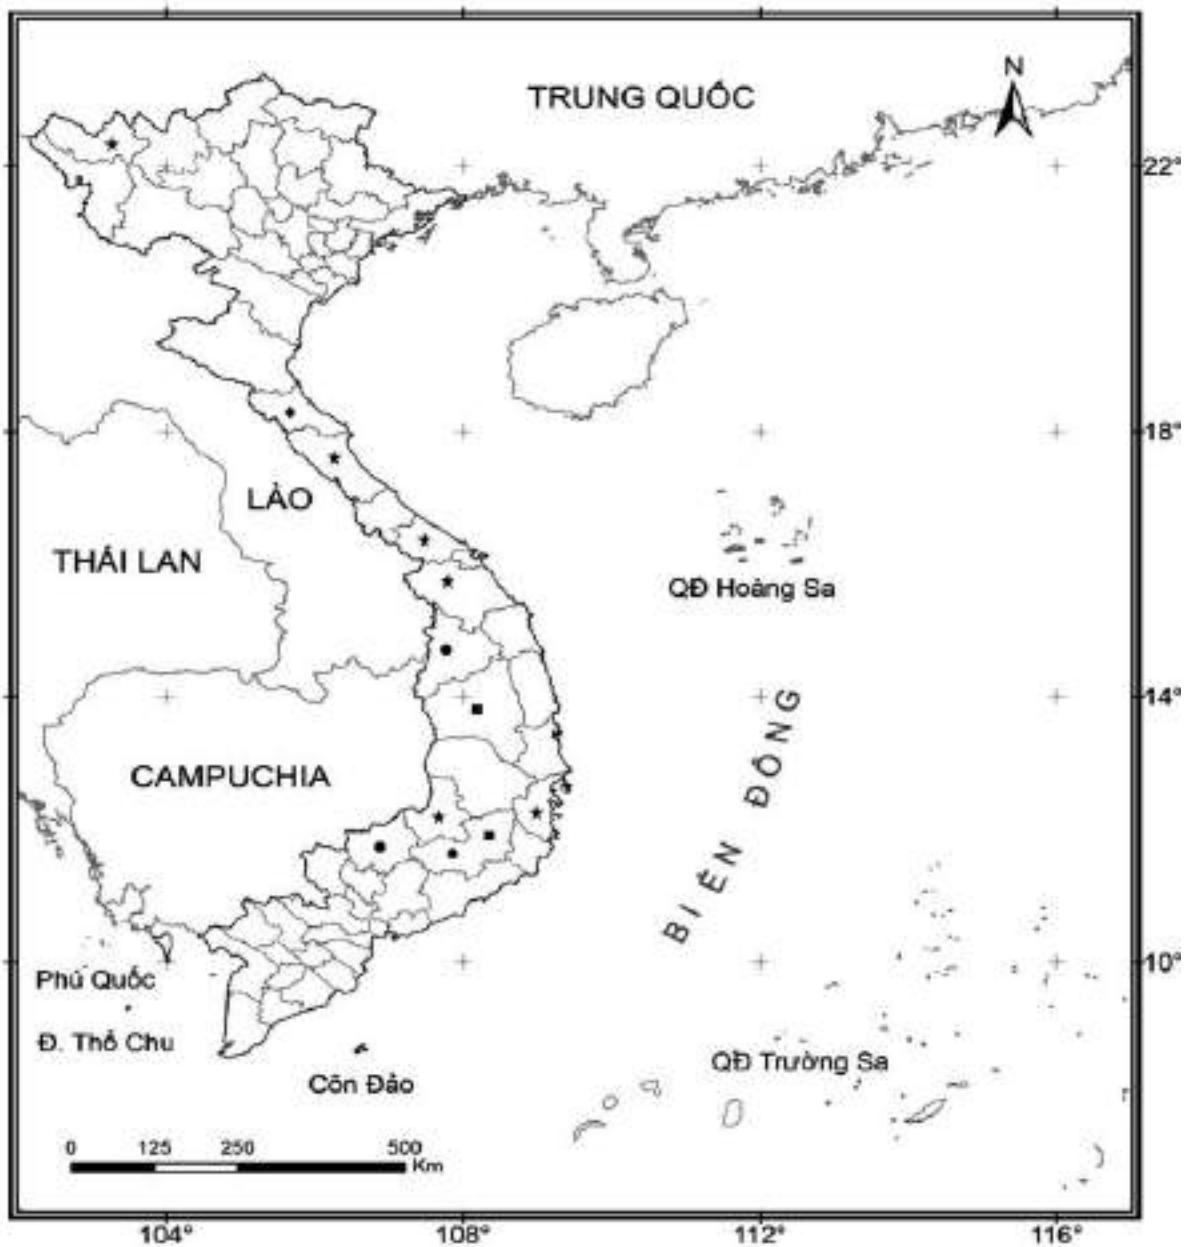 TRUNG QUỐC
N
22°
18°
LÀO
THÁI LAN
QĐ Hoàng Sa
14°
CAMPUCHIA
BIỂN ĐÔNG
10°
Phú Quốc
Đ. Thổ Chu
QĐ Trường Sa
Côn Đảo
0 125 250 500
Km
104° 108° 112° 116°